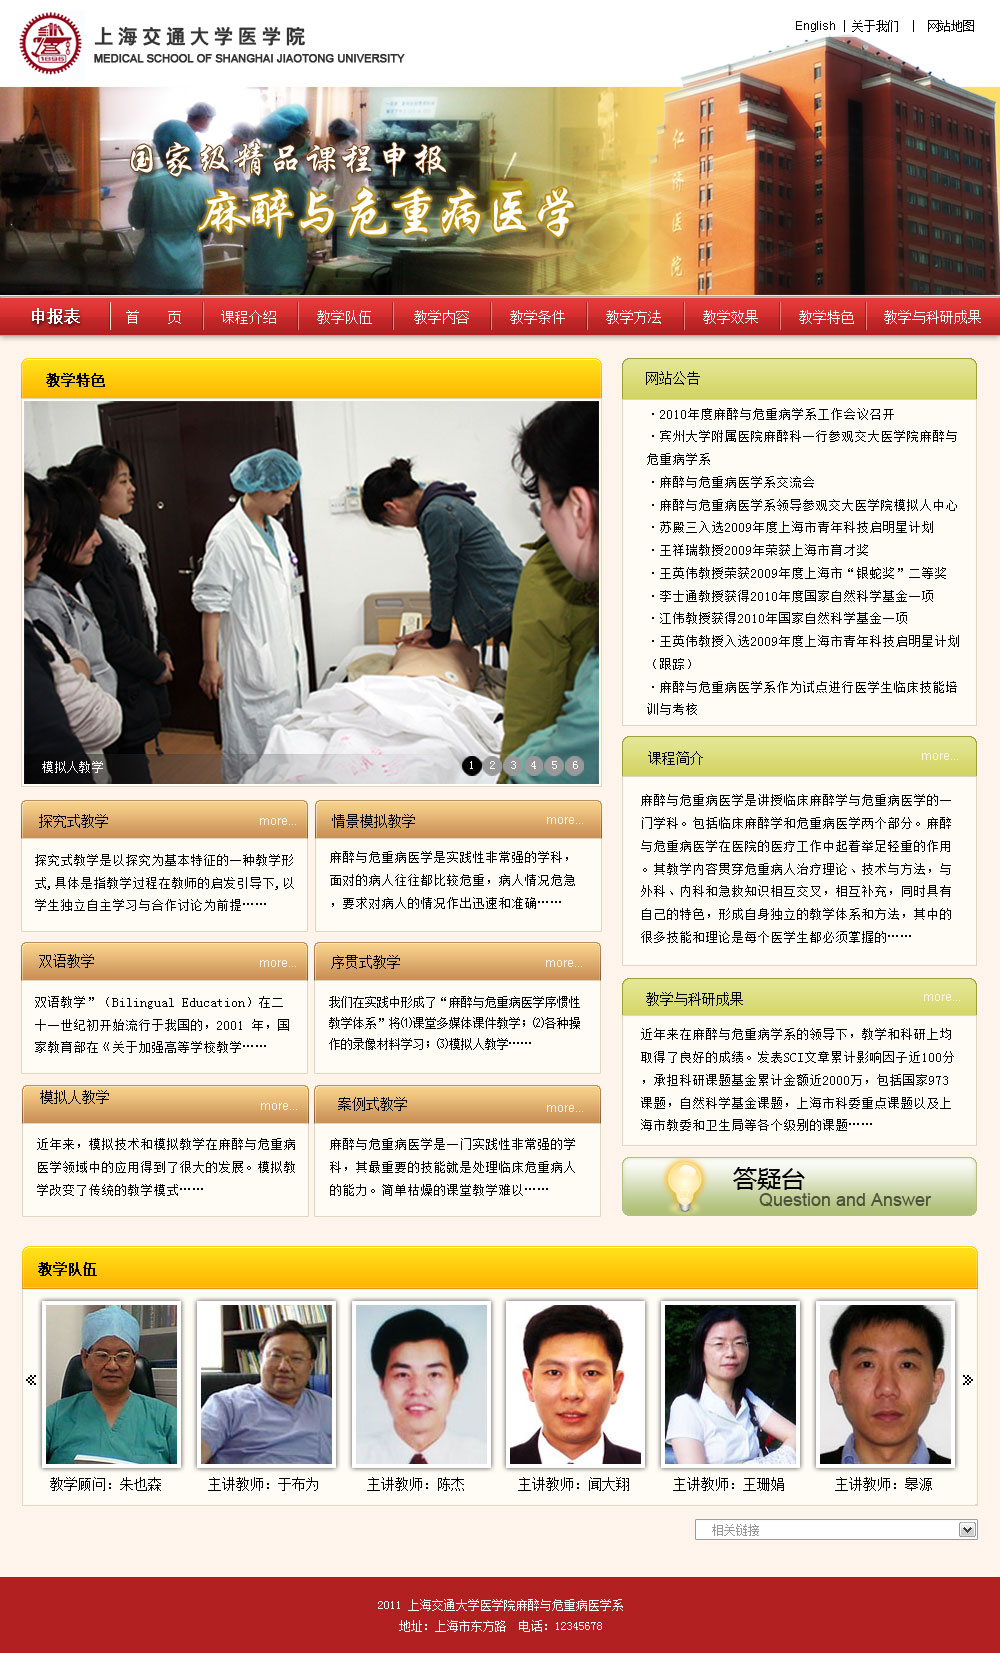 上海交通大学医学院
MEDICAL SCHOOL OF SHANGHAI JIAOTONG UNIVERSITY
English | 关于我们 | 网站地图
国家级精品课程申报
麻醉与危重病医学
仁济医院
申报表 首 页 课程介绍 教学队伍 教学内容 教学条件 教学方法 教学效果 教学特色 教学与科研成果
教学特色
模拟人教学
1 2 3 4 5 6
网站公告
·2010年度麻醉与危重病学系工作会议召开
·宾州大学附属医院麻醉科一行参观交大医学院麻醉与
危重病学系
·麻醉与危重病医学系交流会
·麻醉与危重病医学系领导参观交大医学院模拟人中心
·苏殿三入选2009年度上海市青年科技启明星计划
·王祥瑞教授2009年荣获上海市育才奖
·王英伟教授荣获2009年度上海市“银蛇奖”二等奖
·李士通教授获得2010年度国家自然科学基金一项
·江伟教授获得2010年国家自然科学基金一项
·王英伟教授入选2009年度上海市青年科技启明星计划
（跟踪）
·麻醉与危重病医学系作为试点进行医学生临床技能培
训与考核
探究式教学 more...
探究式教学是以探究为基本特征的一种教学形
式,具体是指教学过程在教师的启发引导下,以
学生独立自主学习与合作讨论为前提……
情景模拟教学 more...
麻醉与危重病医学是实践性非常强的学科，
面对的病人往往都比较危重，病人情况危急
，要求对病人的情况作出迅速和准确……
双语教学 more...
双语教学”（Bilingual Education）在二
十一世纪初开始流行于我国的，2001 年，国
家教育部在《关于加强高等学校教学……
序贯式教学 more...
我们在实践中形成了“麻醉与危重病医学序惯性
教学体系”将⑴课堂多媒体课件教学；⑵各种操
作的录像材料学习；⑶模拟人教学……
模拟人教学 more...
近年来，模拟技术和模拟教学在麻醉与危重病
医学领域中的应用得到了很大的发展。模拟教
学改变了传统的教学模式……
案例式教学 more...
麻醉与危重病医学是一门实践性非常强的学
科，其最重要的技能就是处理临床危重病人
的能力。简单枯燥的课堂教学难以……
课程简介 more...
麻醉与危重病医学是讲授临床麻醉学与危重病医学的一
门学科。包括临床麻醉学和危重病医学两个部分。麻醉
与危重病医学在医院的医疗工作中起着举足轻重的作用
。其教学内容贯穿危重病人治疗理论、技术与方法，与
外科、内科和急救知识相互交叉，相互补充，同时具有
自己的特色，形成自身独立的教学体系和方法，其中的
很多技能和理论是每个医学生都必须掌握的……
教学与科研成果 more...
近年来在麻醉与危重病学系的领导下，教学和科研上均
取得了良好的成绩。发表SCI文章累计影响因子近100分
，承担科研课题基金累计金额近2000万，包括国家973
课题，自然科学基金课题，上海市科委重点课题以及上
海市教委和卫生局等各个级别的课题……
答疑台
Question and Answer
教学队伍
教学顾问：朱也森 主讲教师：于布为 主讲教师：陈杰 主讲教师：闻大翔 主讲教师：王珊娟 主讲教师：皋源
相关链接
2011 上海交通大学医学院麻醉与危重病医学系
地址：上海市东方路 电话：12345678